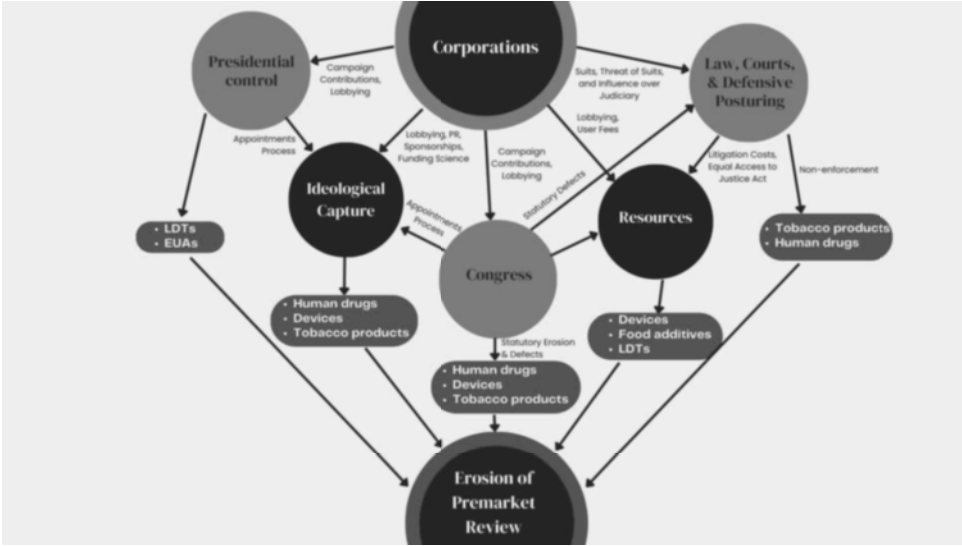 Corporations
Presidential
control
Law, Courts,
& Defensive
Posturing
Campaign
Contributions,
Lobbying
Suits, Threat of Suits,
and Influence over
Judiciary
Lobbying,
User Fees
Appointments
Process
Lobbying, PR,
Sponsorships,
Funding Science
Campaign
Contributions,
Lobbying
Litigation Costs,
Equal Access to
Justice Act
Non-enforcement
Statutory Defects
Ideological
Capture
Appointments
Process
Resources
• LDTs
• EUAs
• Tobacco products
• Human drugs
Congress
• Human drugs
• Devices
• Tobacco products
• Devices
• Food additives
• LDTs
Statutory Erosion
& Defects
• Human drugs
• Devices
• Tobacco products
Erosion of
Premarket
Review